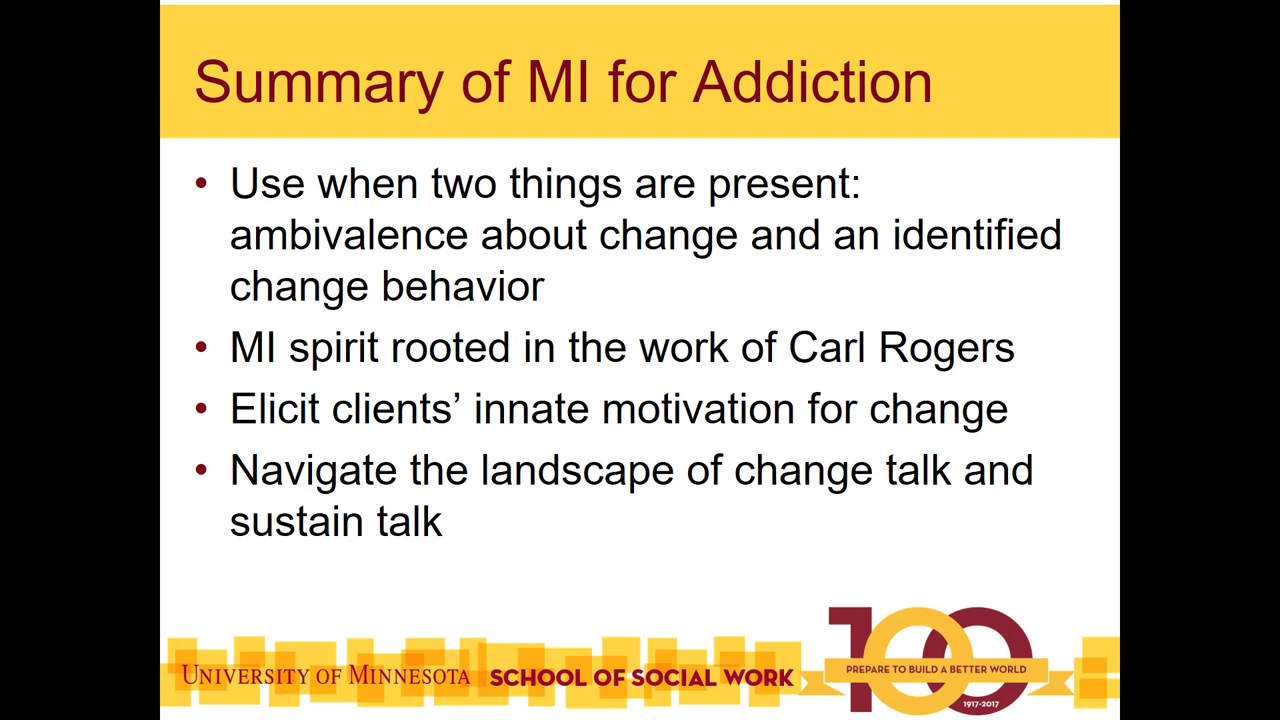 Summary of MI for Addiction
• Use when two things are present:
ambivalence about change and an identified
change behavior
• MI spirit rooted in the work of Carl Rogers
• Elicit clients’ innate motivation for change
• Navigate the landscape of change talk and
sustain talk
100
PREPARE TO BUILD A BETTER WORLD
UNIVERSITY OF MINNESOTA SCHOOL OF SOCIAL WORK
1917-2017